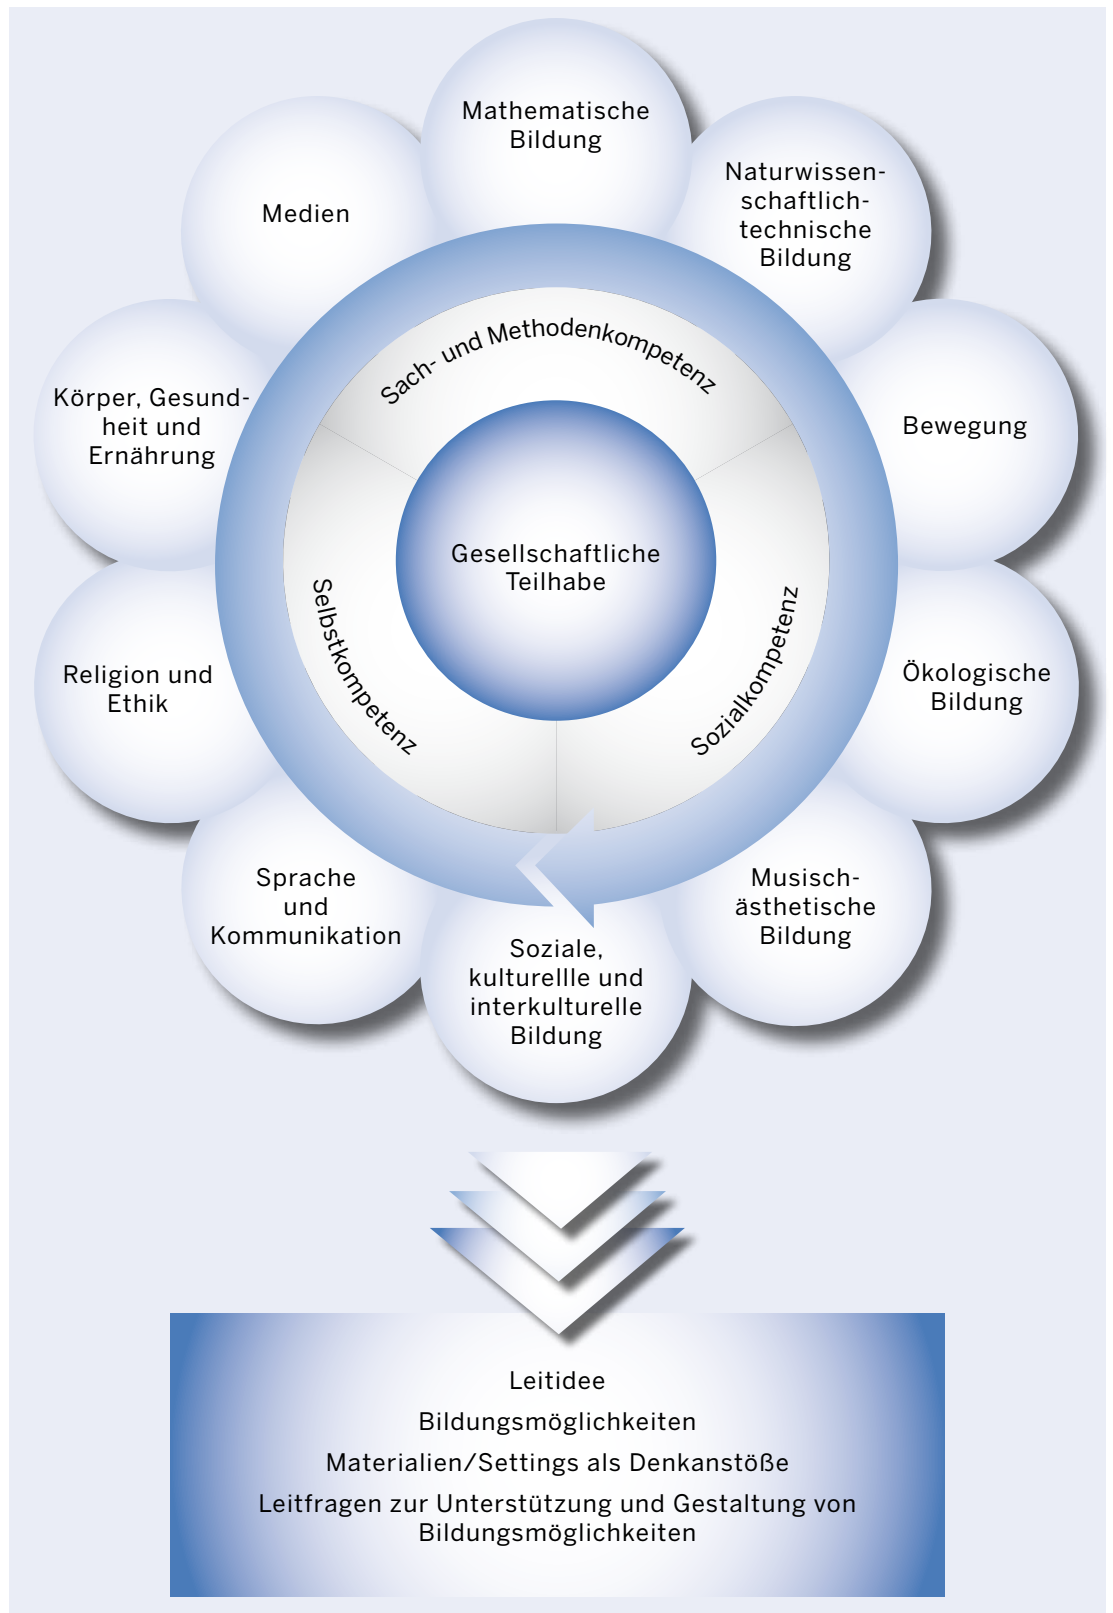 Mathematische
Bildung
Naturwissen-
schaftlich-
technische
Bildung
Bewegung
Ökologische
Bildung
Musisch-
ästhetische
Bildung
Soziale,
kulturellle und
interkulturelle
Bildung
Sprache
und
Kommunikation
Religion und
Ethik
Körper, Gesund-
heit und
Ernährung
Medien
Sach- und Methodenkompetenz
Sozialkompetenz
Selbstkompetenz
Gesellschaftliche
Teilhabe
Leitidee
Bildungsmöglichkeiten
Materialien/Settings als Denkanstöße
Leitfragen zur Unterstützung und Gestaltung von
Bildungsmöglichkeiten